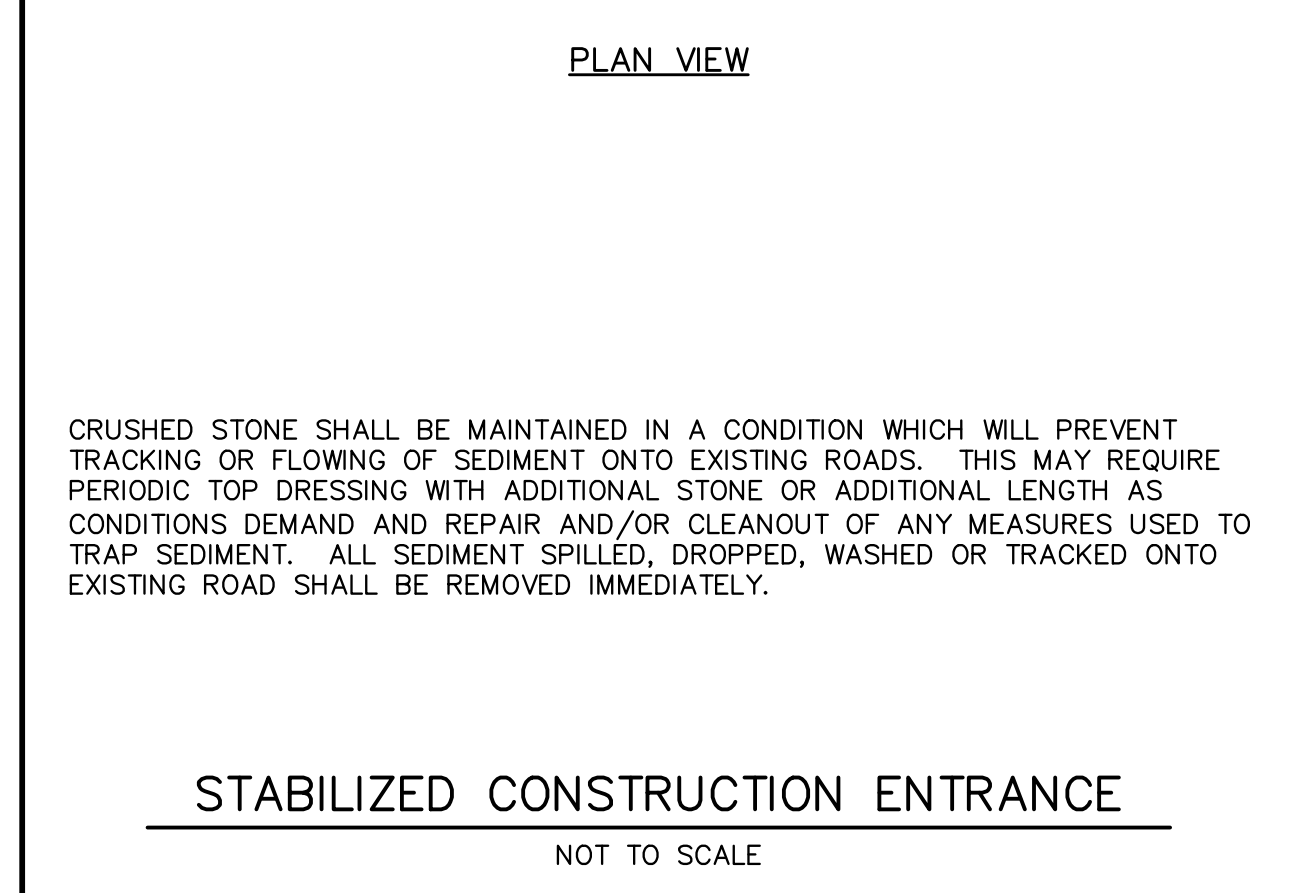 PLAN VIEW
CRUSHED STONE SHALL BE MAINTAINED IN A CONDITION WHICH WILL PREVENT
TRACKING OR FLOWING OF SEDIMENT ONTO EXISTING ROADS. THIS MAY REQUIRE
PERIODIC TOP DRESSING WITH ADDITIONAL STONE OR ADDITIONAL LENGTH AS
CONDITIONS DEMAND AND REPAIR AND/OR CLEANOUT OF ANY MEASURES USED TO
TRAP SEDIMENT. ALL SEDIMENT SPILLED, DROPPED, WASHED OR TRACKED ONTO
EXISTING ROAD SHALL BE REMOVED IMMEDIATELY.
STABILIZED CONSTRUCTION ENTRANCE
NOT TO SCALE